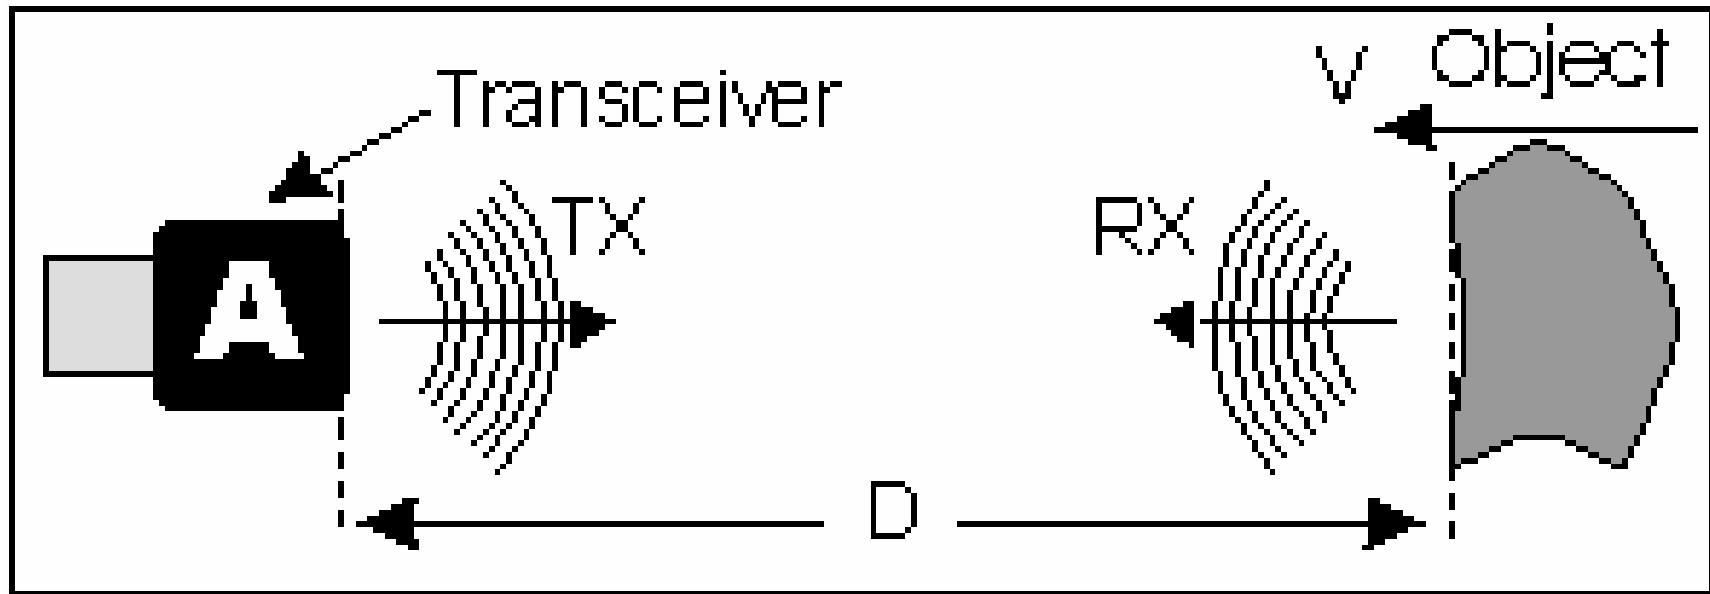 V Object
Transceiver
TX
RX
A
D